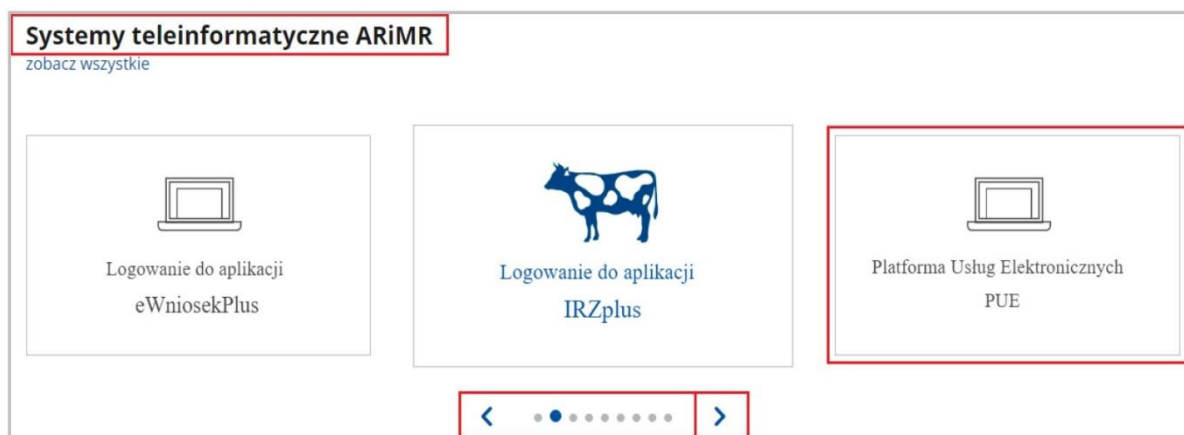 Systemy teleinformatyczne ARiMR
zobacz wszystkie
Logowanie do aplikacji
eWniosekPlus
Logowanie do aplikacji
IRZplus
Platforma Usług Elektronicznych
PUE